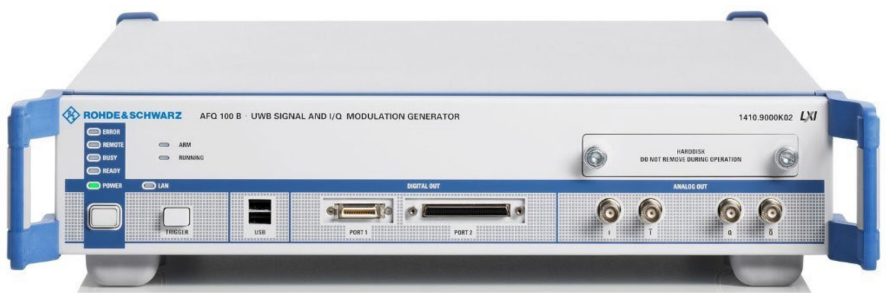 ROHDE&SCHWARZ AFQ 100 B · UWB SIGNAL AND I/Q MODULATION GENERATOR 1410.9000K02 LXI
ERROR
REMOTE ARM
BUSY RUNNING
READY
HARDDISK
DO NOT REMOVE DURING OPERATION
POWER LAN DIGITAL OUT ANALOG OUT
TRIGGER USB PORT 1 PORT 2 I Ī Q Q̄